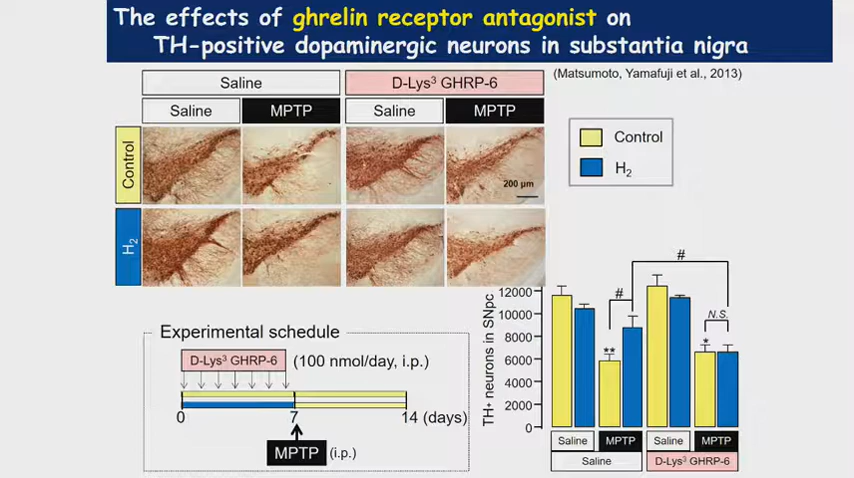 The effects of ghrelin receptor antagonist on
TH-positive dopaminergic neurons in substantia nigra
(Matsumoto, Yamafuji et al., 2013)
Saline D-Lys³ GHRP-6
Saline MPTP Saline MPTP
Control
200 μm
H₂
Control
H₂
Experimental schedule
D-Lys³ GHRP-6 (100 nmol/day, i.p.)
0 7 14 (days)
MPTP (i.p.)
TH⁺ neurons in SNpc
12000
10000
8000
6000
4000
2000
0
#
#
**
N.S.
*
Saline MPTP Saline MPTP
Saline D-Lys³ GHRP-6